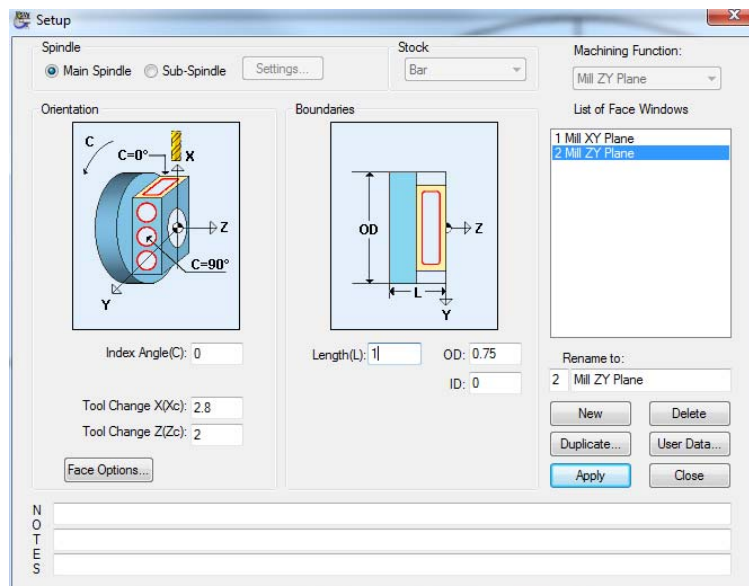 Setup
Spindle
Main Spindle
Sub-Spindle
Settings...
Stock
Bar
Machining Function:
Mill ZY Plane
Orientation
C
C=0°
X
Z
C=90°
Y
Index Angle(C): 0
Tool Change X(Xc): 2.8
Tool Change Z(Zc): 2
Face Options...
Boundaries
OD
Z
L
Y
Length(L): 1
OD: 0.75
ID: 0
List of Face Windows
1 Mill XY Plane
2 Mill ZY Plane
Rename to:
2 Mill ZY Plane
New
Delete
Duplicate...
User Data...
Apply
Close
NOTES